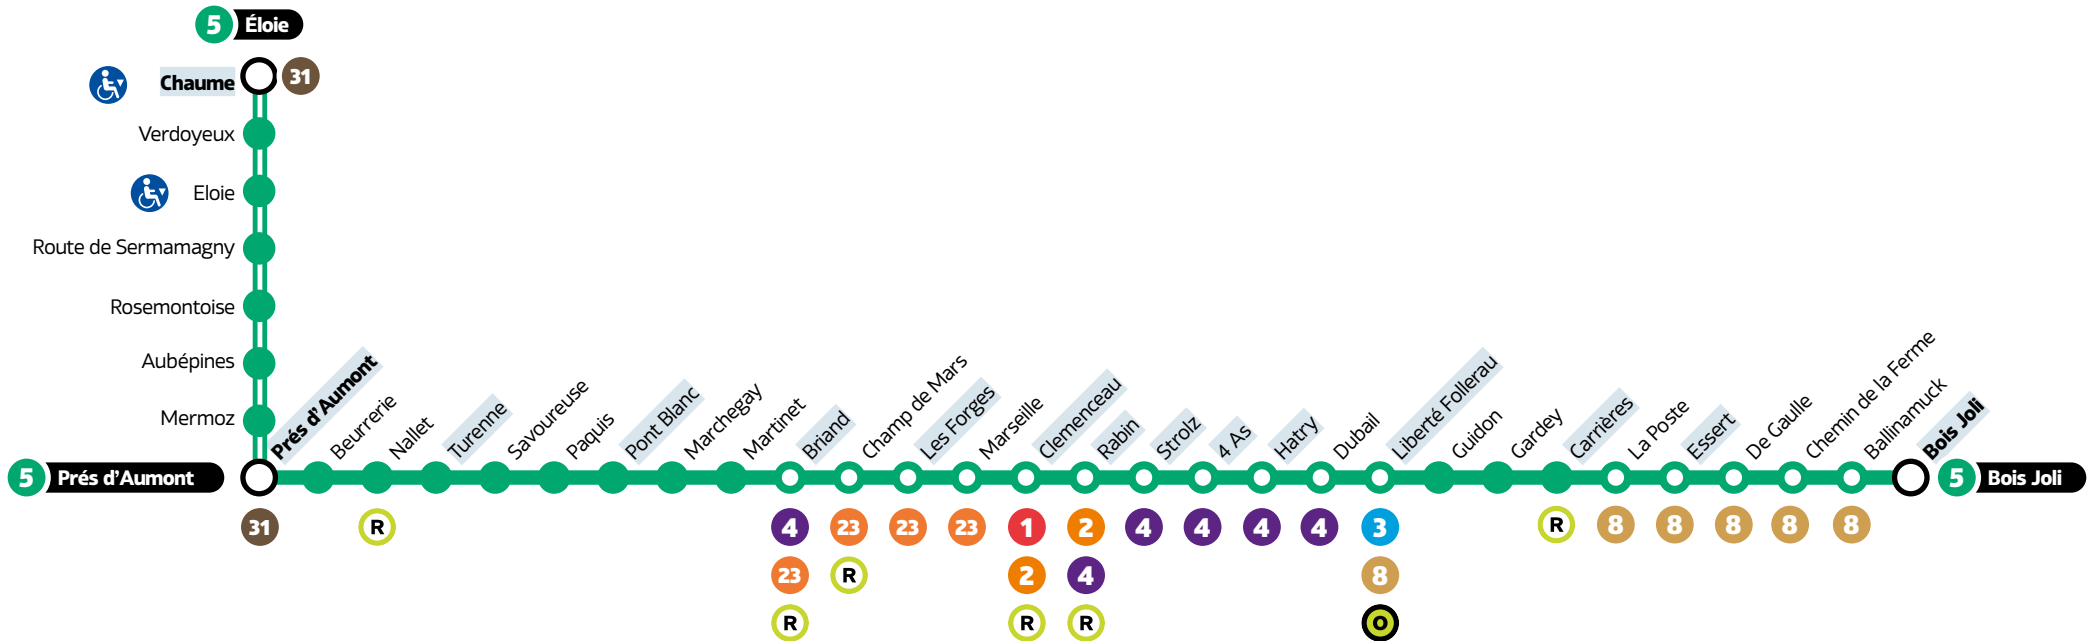 5 Éloie
Chaume 31
Verdoyeux
Eloie
Route de Sermamagny
Rosemontoise
Aubépines
Mermoz
5 Prés d'Aumont
Prés d'Aumont
Beurrerie
Nallet
Turenne
Savoureuse
Paquis
Pont Blanc
Marchegay
Martinet
Briand
Champ de Mars
Les Forges
Marseille
Clemenceau
Rabin
Strolz
4 As
Hatry
Dubail
Liberté Follerau
Guidon
Gardey
Carrières
La Poste
Essert
De Gaulle
Chemin de la Ferme
Ballinamuck
Bois Joli
5 Bois Joli
31 R 4 23 23 23 1 2 4 4 4 4 3 R 8 8 8 8 8
23 R 2 4 8
R R R O